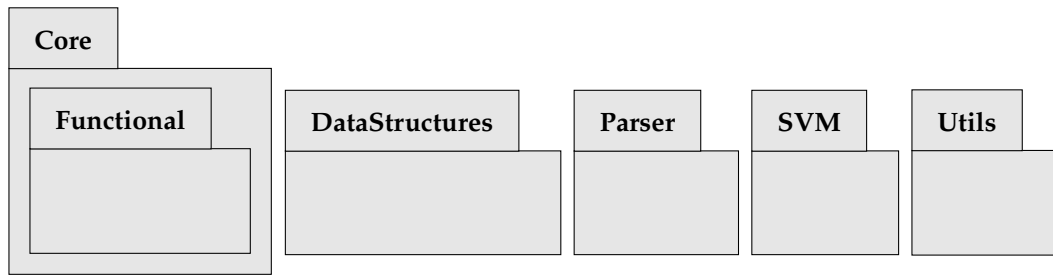 Core
Functional
DataStructures
Parser
SVM
Utils